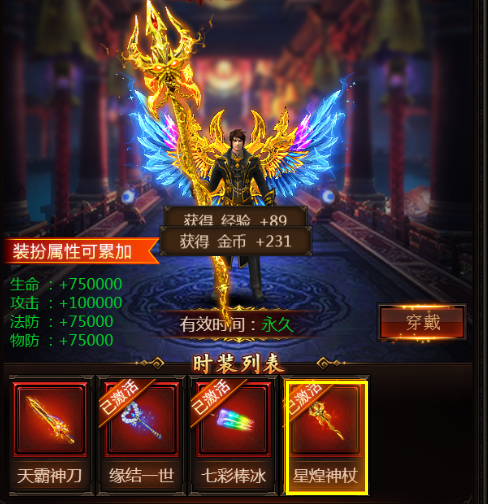 获得 经验 +89
获得 金币 +231
装扮属性可累加
生命 : +750000
攻击 : +100000
法防 : +75000
物防 : +75000
有效时间 : 永久
穿戴
时装列表
已激活
已激活
已激活
天霸神刀
缘结一世
七彩棒冰
星煌神杖